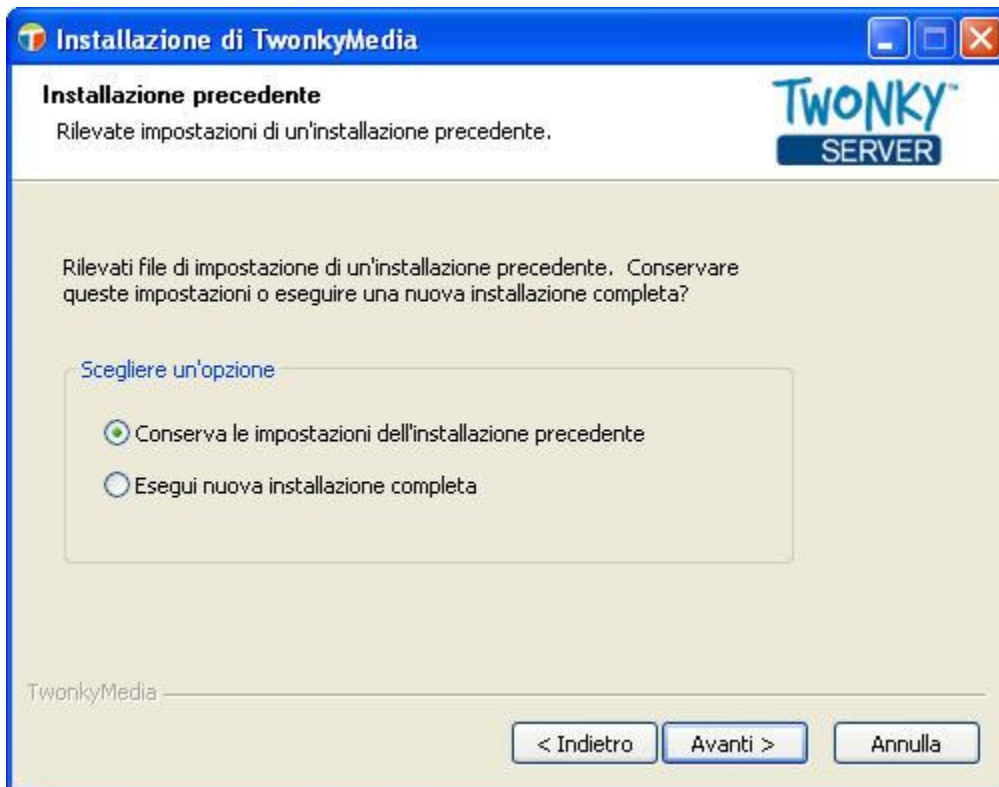 Installazione di TwonkyMedia
Installazione precedente
Rilevate impostazioni di un'installazione precedente.
TWONKY™
SERVER
Rilevati file di impostazione di un'installazione precedente. Conservare
queste impostazioni o eseguire una nuova installazione completa?
Scegliere un'opzione
Conserva le impostazioni dell'installazione precedente
Esegui nuova installazione completa
TwonkyMedia
< Indietro
Avanti >
Annulla